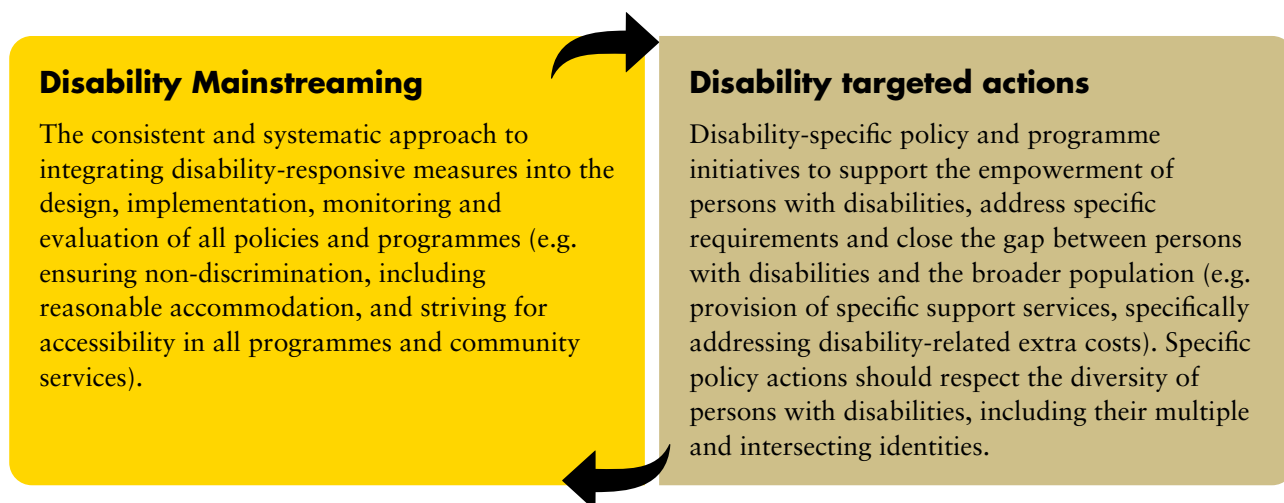 Disability Mainstreaming
The consistent and systematic approach to
integrating disability-responsive measures into the
design, implementation, monitoring and
evaluation of all policies and programmes (e.g.
ensuring non-discrimination, including
reasonable accommodation, and striving for
accessibility in all programmes and community
services).
Disability targeted actions
Disability-specific policy and programme
initiatives to support the empowerment of
persons with disabilities, address specific
requirements and close the gap between persons
with disabilities and the broader population (e.g.
provision of specific support services, specifically
addressing disability-related extra costs). Specific
policy actions should respect the diversity of
persons with disabilities, including their multiple
and intersecting identities.